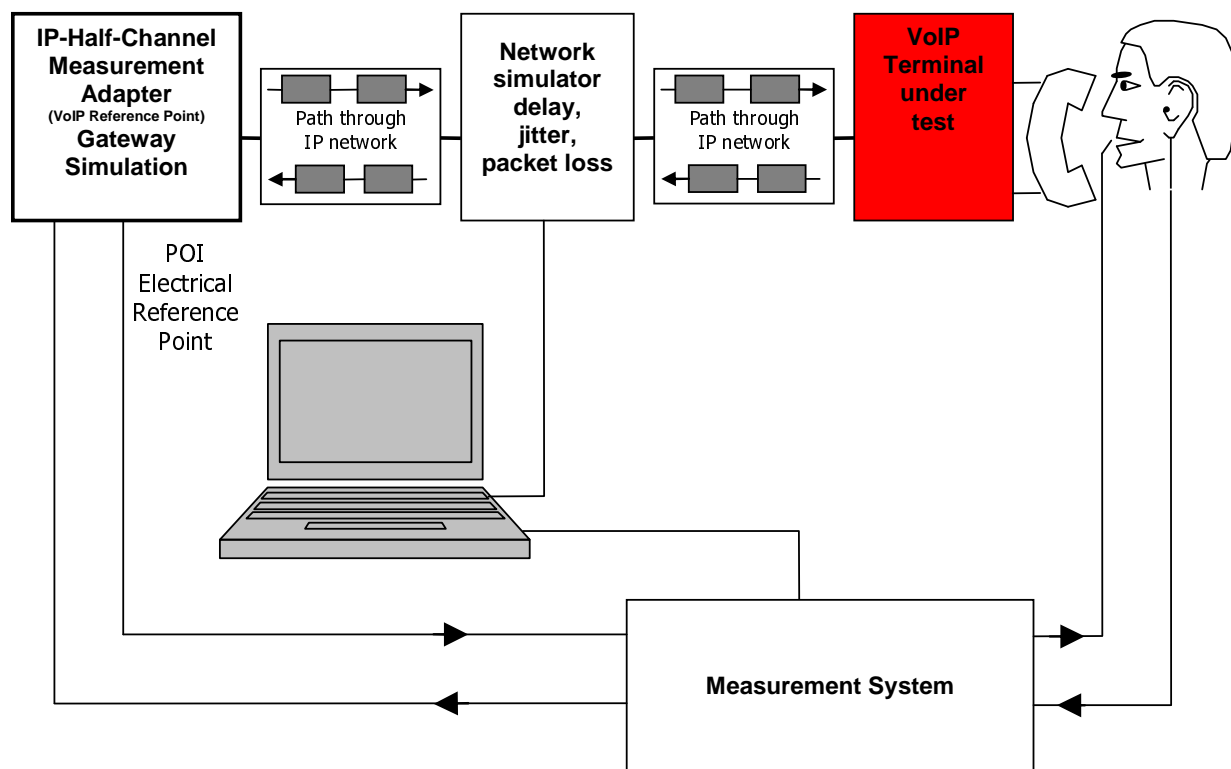 IP-Half-Channel
Measurement
Adapter
(VoIP Reference Point)
Gateway
Simulation
Path through
IP network
Network
simulator
delay,
jitter,
packet loss
Path through
IP network
VoIP
Terminal
under
test
POI
Electrical
Reference
Point
Measurement System